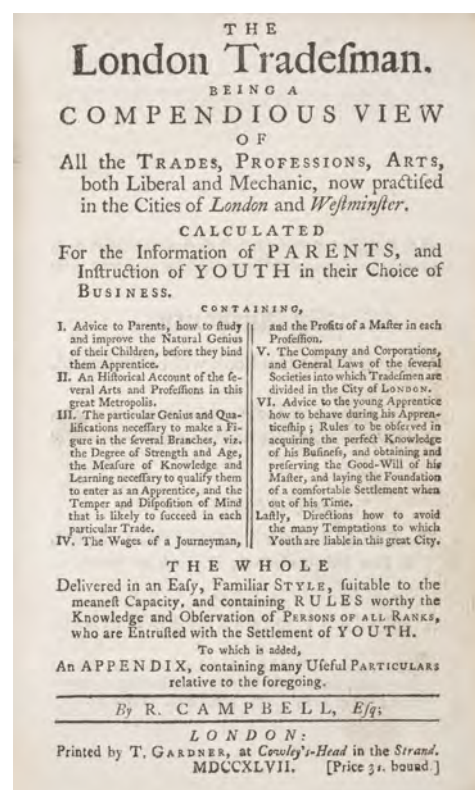 THE
London Tradeſman.
BEING A
COMPENDIOUS VIEW
OF
All the TRADES, PROFESSIONS, ARTS,
both Liberal and Mechanic, now practiſed
in the Cities of London and Weſtminſter.
CALCULATED
For the Information of PARENTS, and
Inſtruction of YOUTH in their Choice of
BUSINESS.
CONTAINING,
I. Advice to Parents, how to ſtudy
and improve the Natural Genius
of their Children, before they bind
them Apprentice.
II. An Hiſtorical Account of the ſe-
veral Arts and Profeſſions in this
great Metropolis.
III. The particular Genius and Qua-
lifications neceſſary to make a Fi-
gure in the ſeveral Branches, viz.
the Degree of Strength and Age,
the Meaſure of Knowledge and
Learning neceſſary to qualify them
to enter as an Apprentice, and the
Temper and Diſpoſition of Mind
that is likely to ſucceed in each
particular Trade.
IV. The Wages of a Journeyman,
and the Profits of a Maſter in each
Profeſſion.
V. The Company and Corporations,
and General Laws of the ſeveral
Societies into which Tradeſmen are
divided in the City of LONDON.
VI. Advice to the young Apprentice
how to behave during his Appren-
ticeſhip; Rules to be obſerved in
acquiring the perfect Knowledge
of his Buſineſs, and obtaining and
preſerving the Good-Will of his
Maſter, and laying the Foundation
of a comfortable Settlement when
out of his Time.
Laſtly, Directions how to avoid
the many Temptations to which
Youth are liable in this great City.
THE WHOLE
Delivered in an Eaſy, Familiar STYLE, ſuitable to the
meaneſt Capacity, and containing RULES worthy the
Knowledge and Obſervation of PERSONS OF ALL RANKS,
who are Entruſted with the Settlement of YOUTH.
To which is added,
An APPENDIX, containing many Uſeful PARTICULARS
relative to the foregoing.
By R. CAMPBELL, Eſq;
LONDON:
Printed by T. GARDNER, at Cowley's-Head in the Strand.
MDCCXLVII. [Price 3s. bound.]